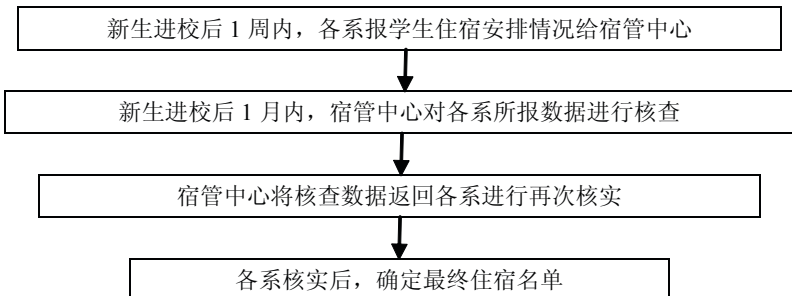 新生进校后 1 周内，各系报学生住宿安排情况给宿管中心
新生进校后 1 月内，宿管中心对各系所报数据进行核查
宿管中心将核查数据返回各系进行再次核实
各系核实后，确定最终住宿名单